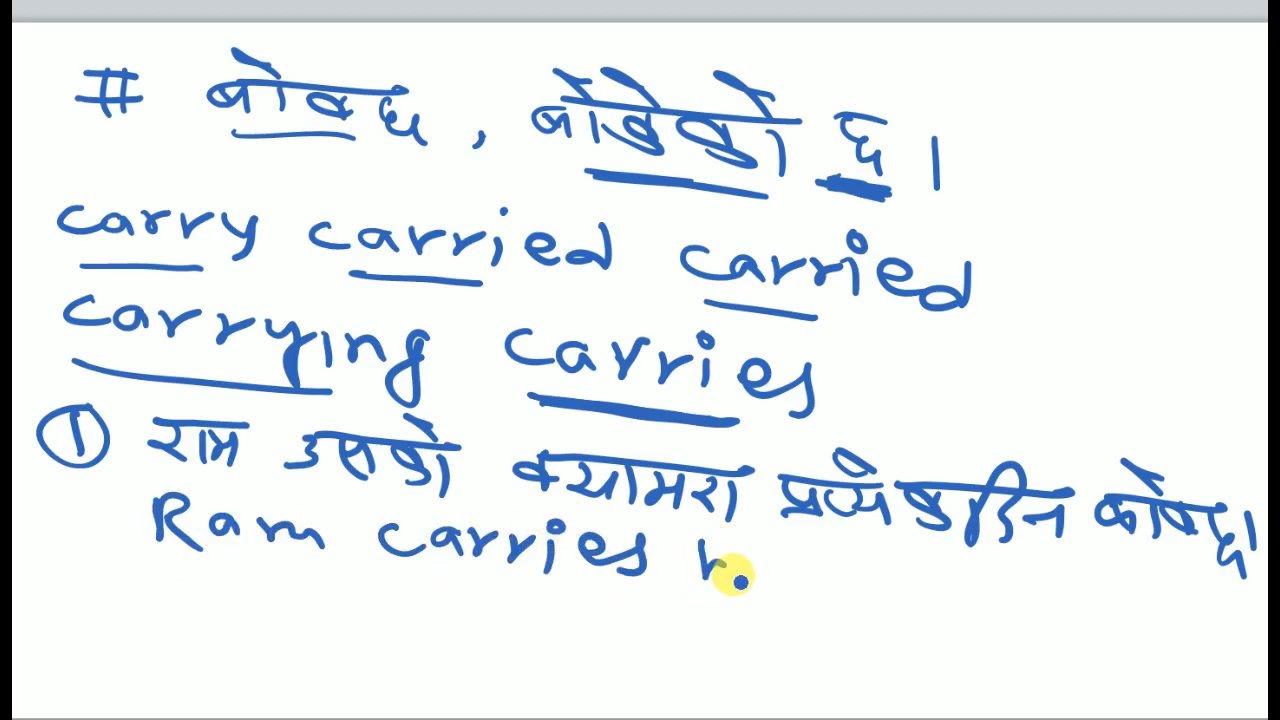 # बोक्छ, बोकेको छ।
carry carried carried
carrying carries
① राम उसको क्यामरा प्रत्येकदिन बोक्छ।
Ram carries h